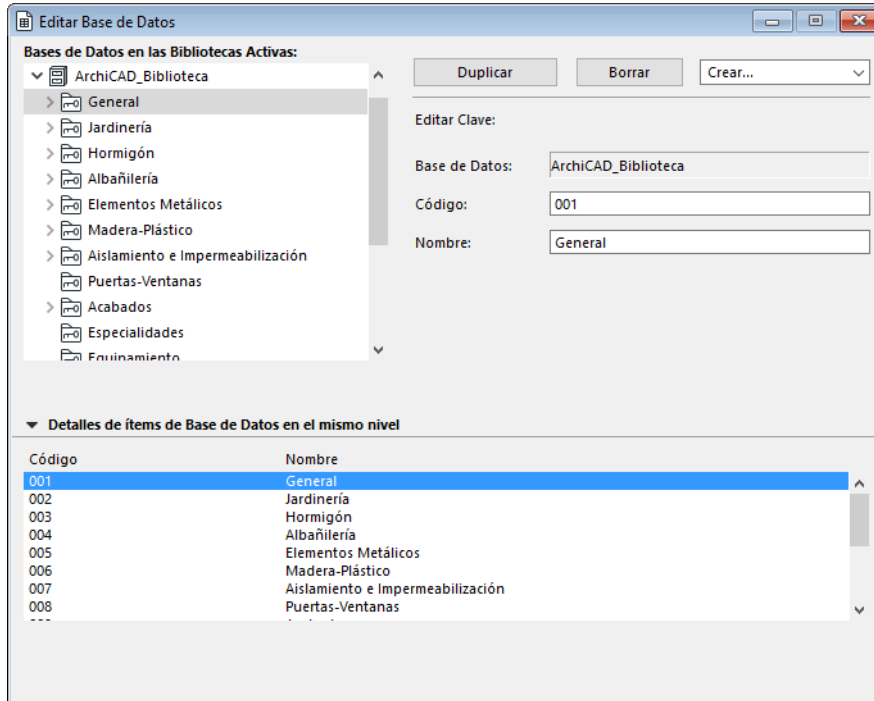 Editar Base de Datos
Bases de Datos en las Bibliotecas Activas:
ArchiCAD_Biblioteca
General
Jardinería
Hormigón
Albañilería
Elementos Metálicos
Madera-Plástico
Aislamiento e Impermeabilización
Puertas-Ventanas
Acabados
Especialidades
Equipamiento
Duplicar Borrar Crear...
Editar Clave:
Base de Datos: ArchiCAD_Biblioteca
Código: 001
Nombre: General
Detalles de ítems de Base de Datos en el mismo nivel
Código Nombre
001 General
002 Jardinería
003 Hormigón
004 Albañilería
005 Elementos Metálicos
006 Madera-Plástico
007 Aislamiento e Impermeabilización
008 Puertas-Ventanas